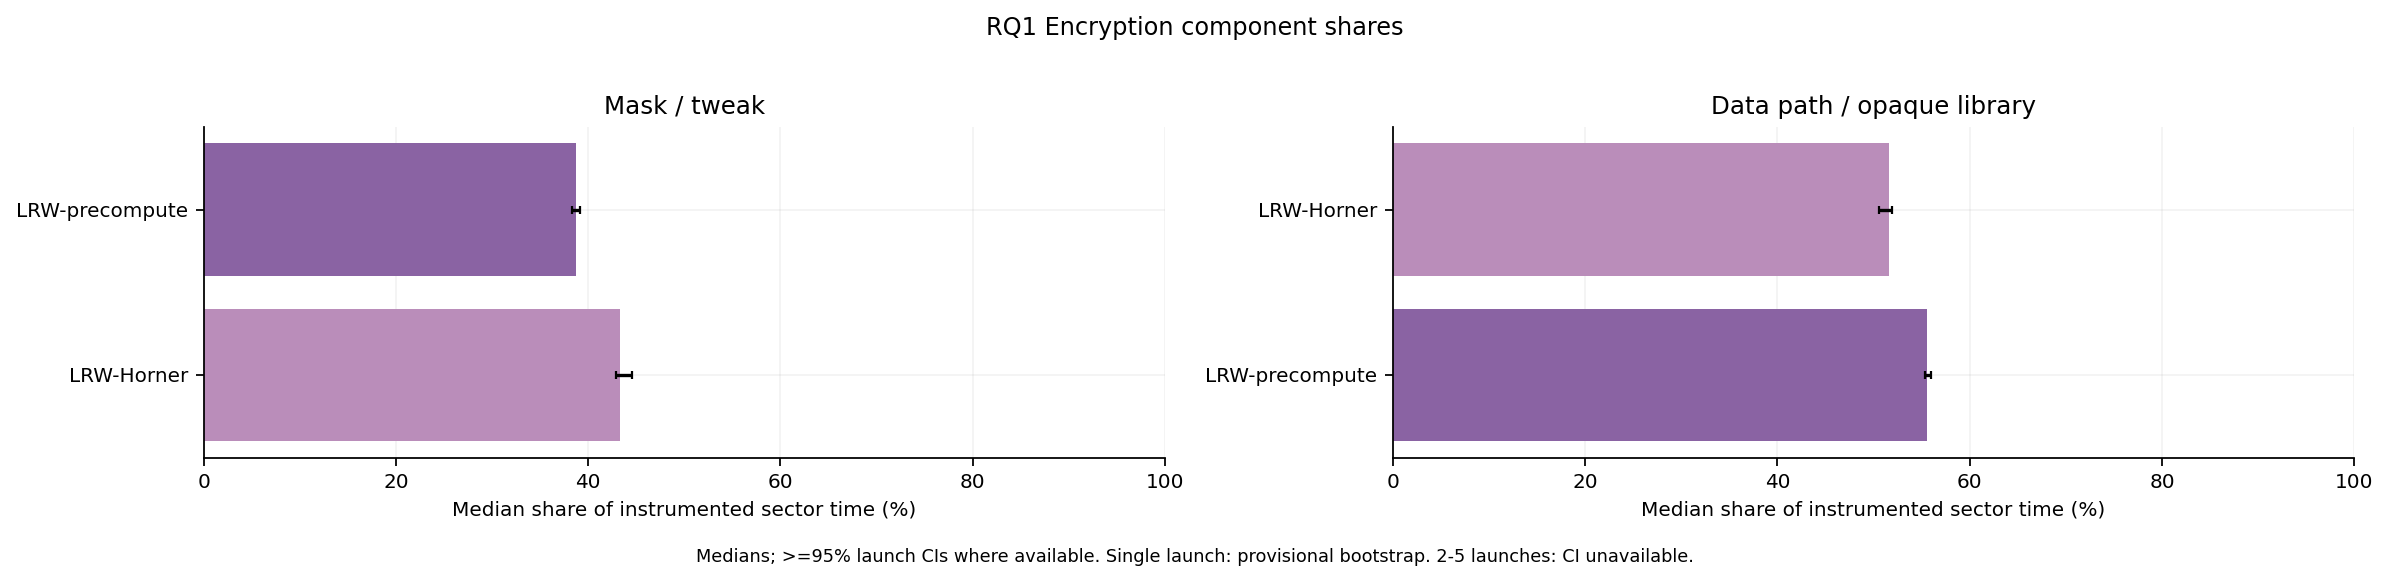 RQ1 Encryption component shares
Mask / tweak
LRW-precompute
LRW-Horner
0 20 40 60 80 100
Median share of instrumented sector time (%)
Data path / opaque library
LRW-Horner
LRW-precompute
0 20 40 60 80 100
Median share of instrumented sector time (%)
Medians; >=95% launch CIs where available. Single launch: provisional bootstrap. 2-5 launches: CI unavailable.